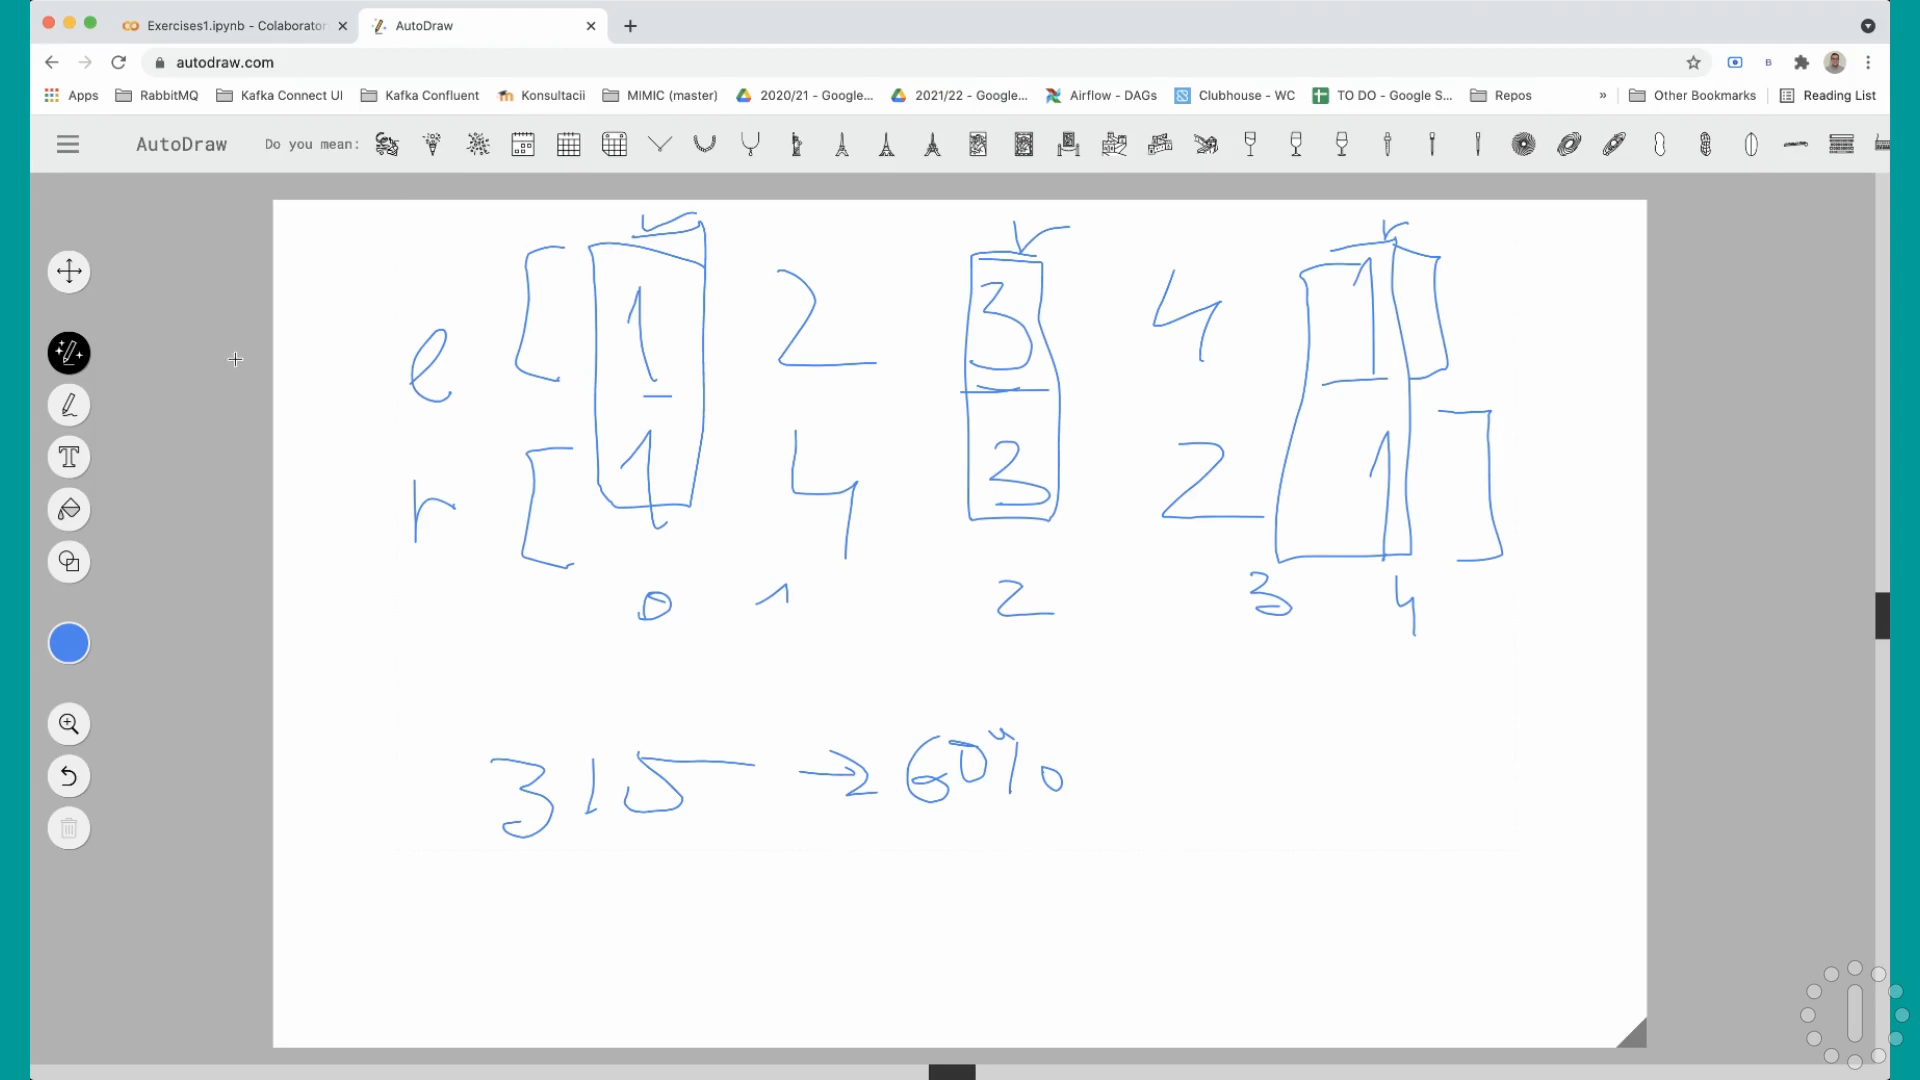 Exercises1.ipynb - Colaborator
AutoDraw
autodraw.com
B
Apps RabbitMQ Kafka Connect UI Kafka Confluent Konsultacii MIMIC (master) 2020/21 - Google... 2021/22 - Google... Airflow - DAGs Clubhouse - WC TO DO - Google S... Repos » Other Bookmarks Reading List
AutoDraw Do you mean:
e [ 1 2 3 4 1 ]
r [ 1 4 3 2 1 ]
0 1 2 3 4
3/5 → 60%